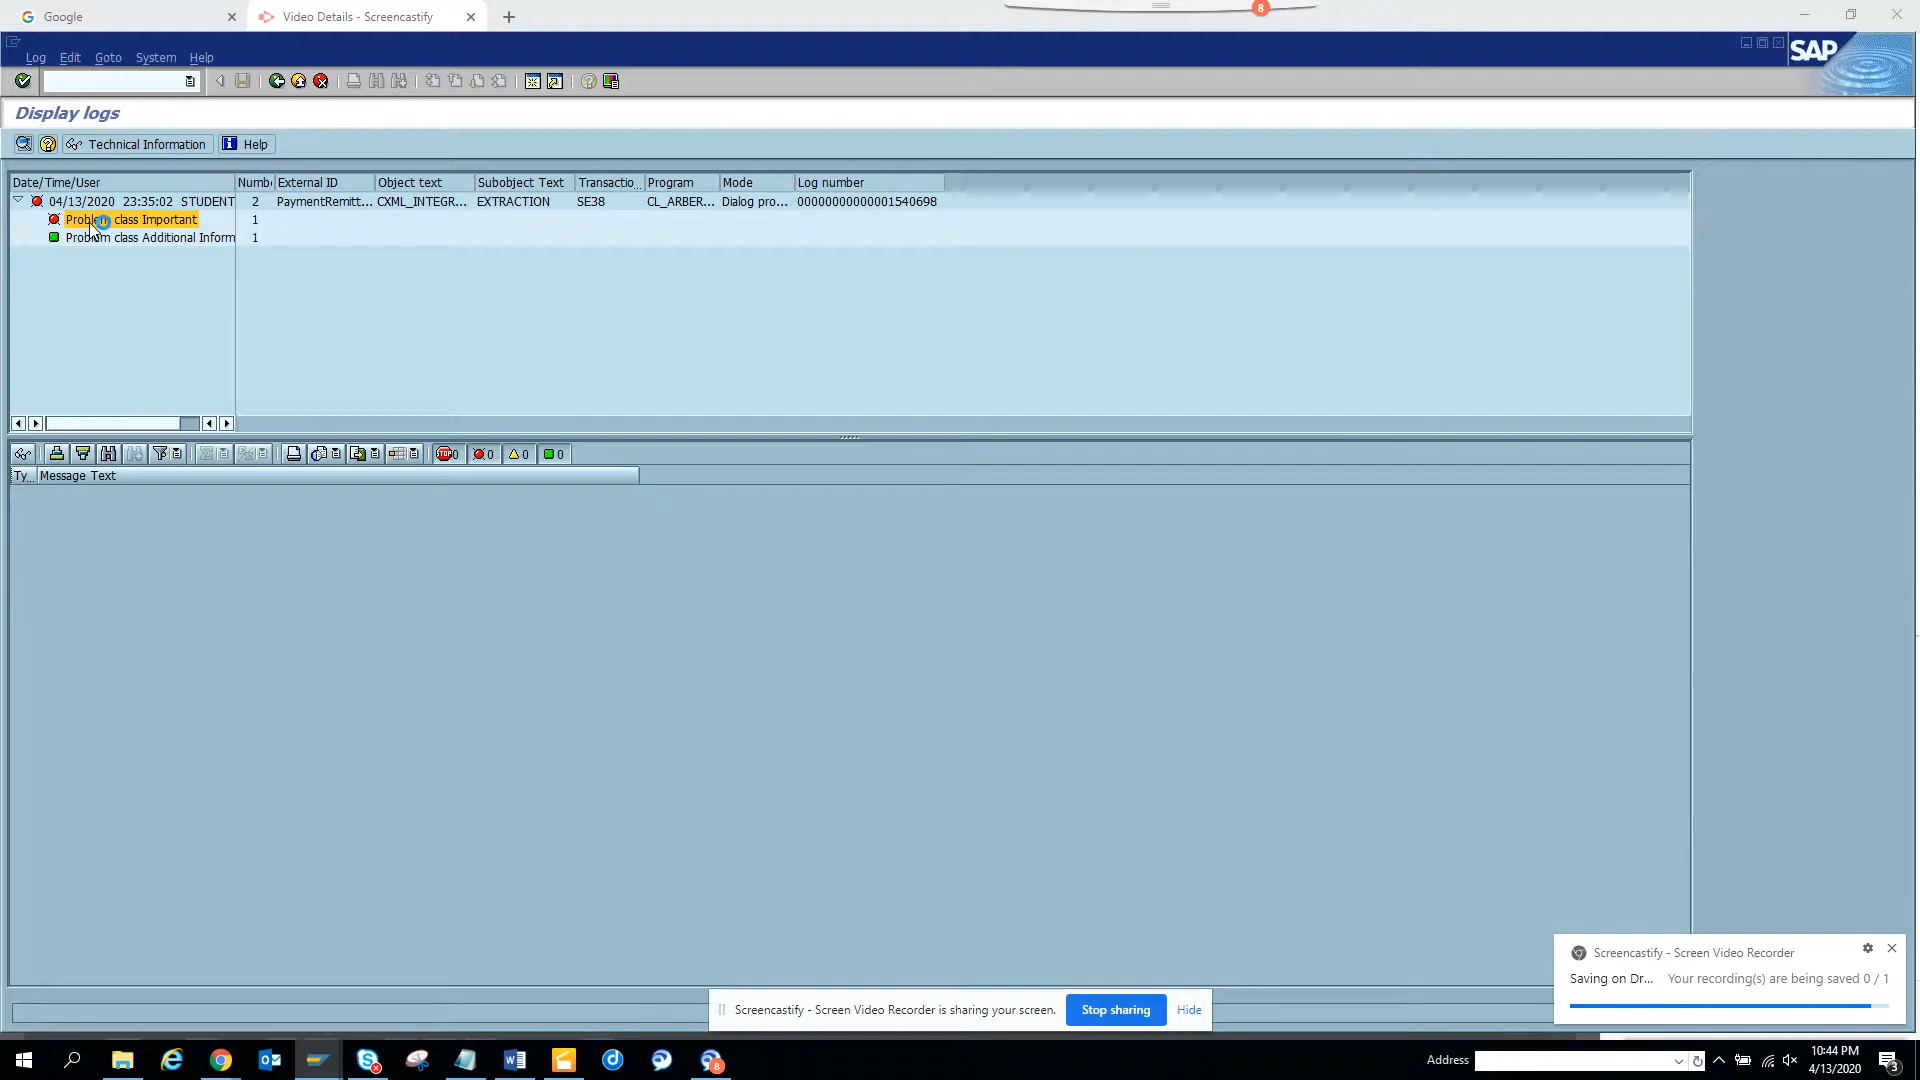 Google
Video Details - Screencastify
8
Log Edit Goto System Help
SAP
Display logs
Technical Information Help
Date/Time/User Numb External ID Object text Subobject Text Transactio... Program Mode Log number
04/13/2020 23:35:02 STUDENT 2 PaymentRemitt... CXML_INTEGR... EXTRACTION SE38 CL_ARBER... Dialog pro... 00000000000001540698
Problem class Important 1
Problem class Additional Inform 1
STOP 0 0 0 0
Ty... Message Text
Screencastify - Screen Video Recorder
Saving on Dr... Your recording(s) are being saved 0 / 1
Screencastify - Screen Video Recorder is sharing your screen. Stop sharing Hide
Address
10:44 PM
4/13/2020
8
3